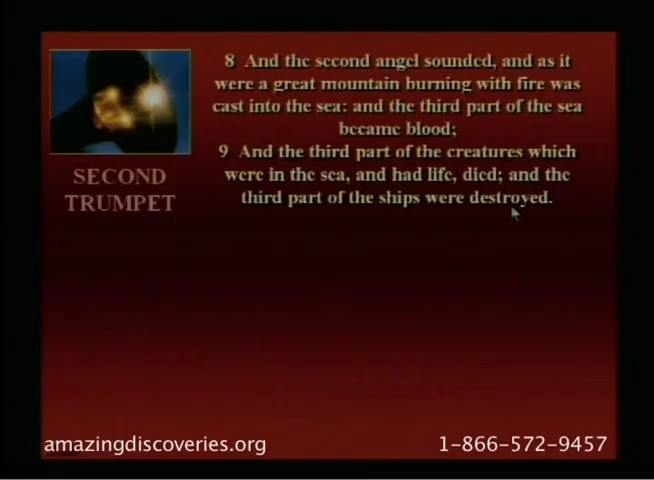 8 And the second angel sounded, and as it
were a great mountain burning with fire was
cast into the sea: and the third part of the sea
became blood;
9 And the third part of the creatures which
were in the sea, and had life, died; and the
third part of the ships were destroyed.
SECOND
TRUMPET
amazingdiscoveries.org
1-866-572-9457